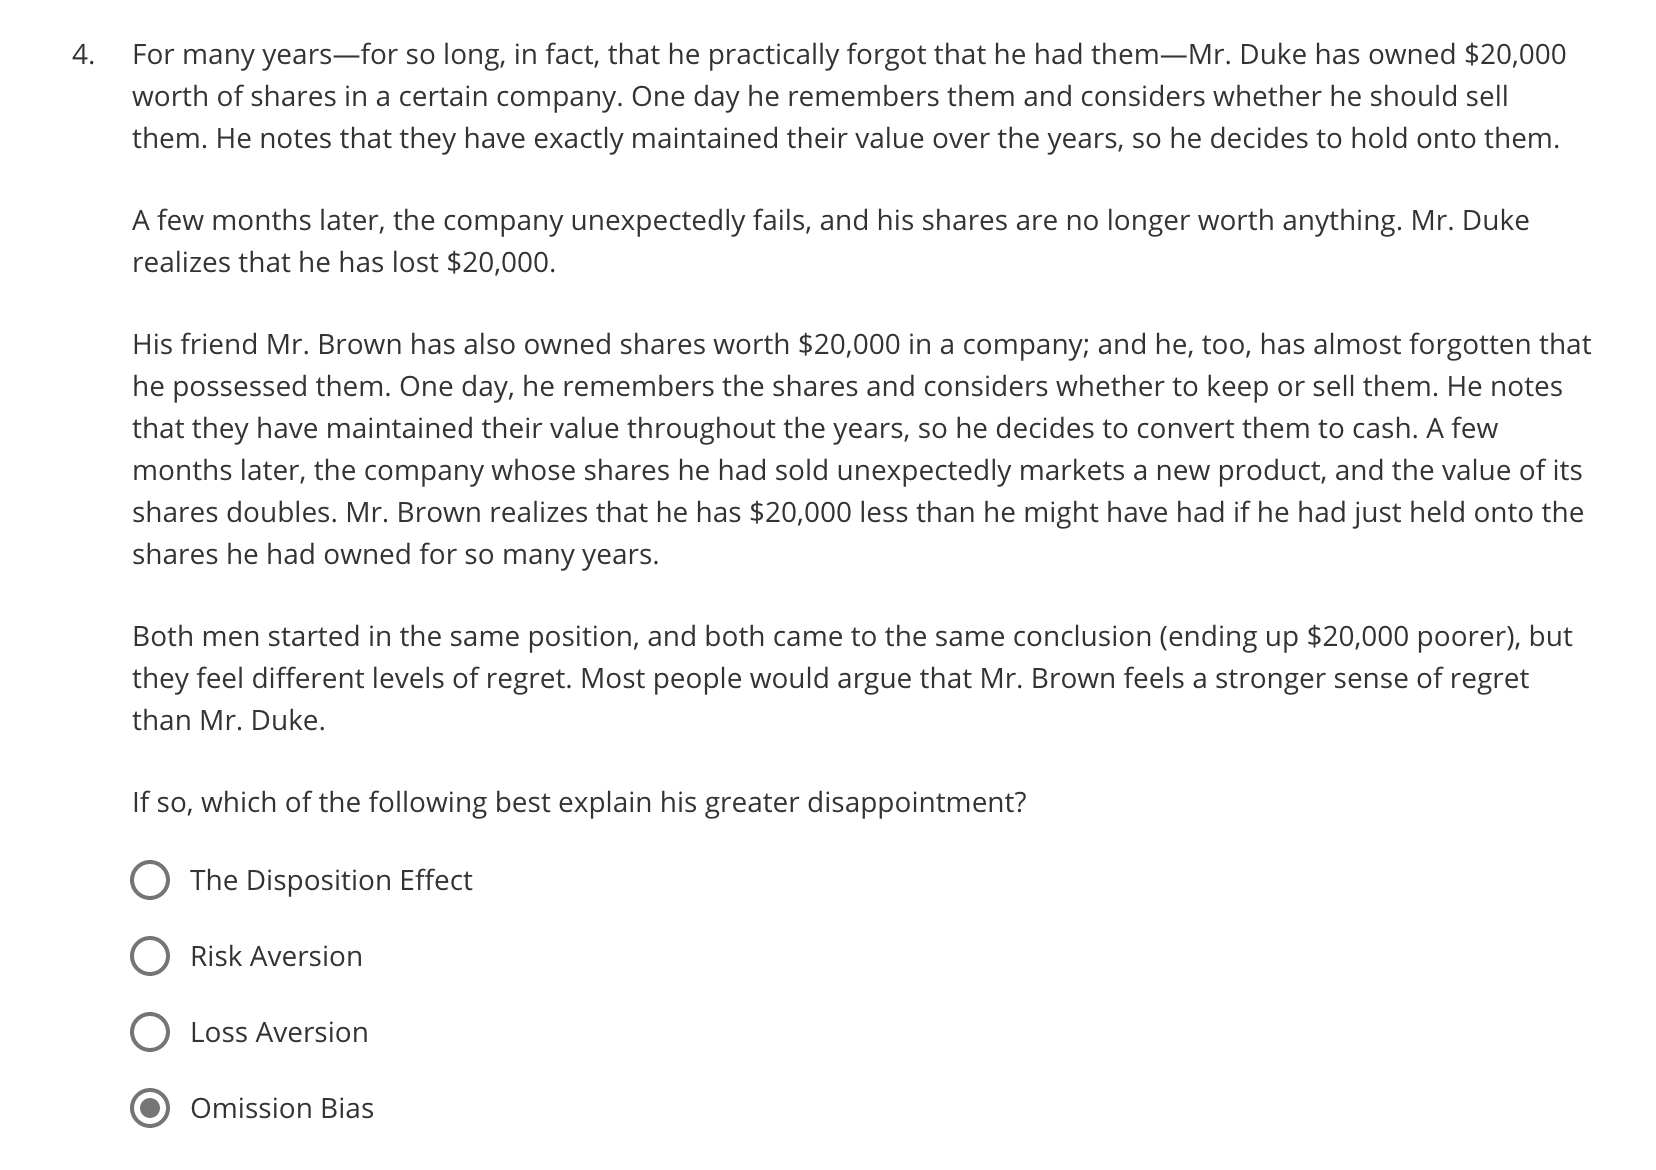 4. For many years—for so long, in fact, that he practically forgot that he had them—Mr. Duke has owned $20,000
worth of shares in a certain company. One day he remembers them and considers whether he should sell
them. He notes that they have exactly maintained their value over the years, so he decides to hold onto them.
A few months later, the company unexpectedly fails, and his shares are no longer worth anything. Mr. Duke
realizes that he has lost $20,000.
His friend Mr. Brown has also owned shares worth $20,000 in a company; and he, too, has almost forgotten that
he possessed them. One day, he remembers the shares and considers whether to keep or sell them. He notes
that they have maintained their value throughout the years, so he decides to convert them to cash. A few
months later, the company whose shares he had sold unexpectedly markets a new product, and the value of its
shares doubles. Mr. Brown realizes that he has $20,000 less than he might have had if he had just held onto the
shares he had owned for so many years.
Both men started in the same position, and both came to the same conclusion (ending up $20,000 poorer), but
they feel different levels of regret. Most people would argue that Mr. Brown feels a stronger sense of regret
than Mr. Duke.
If so, which of the following best explain his greater disappointment?
The Disposition Effect
Risk Aversion
Loss Aversion
Omission Bias